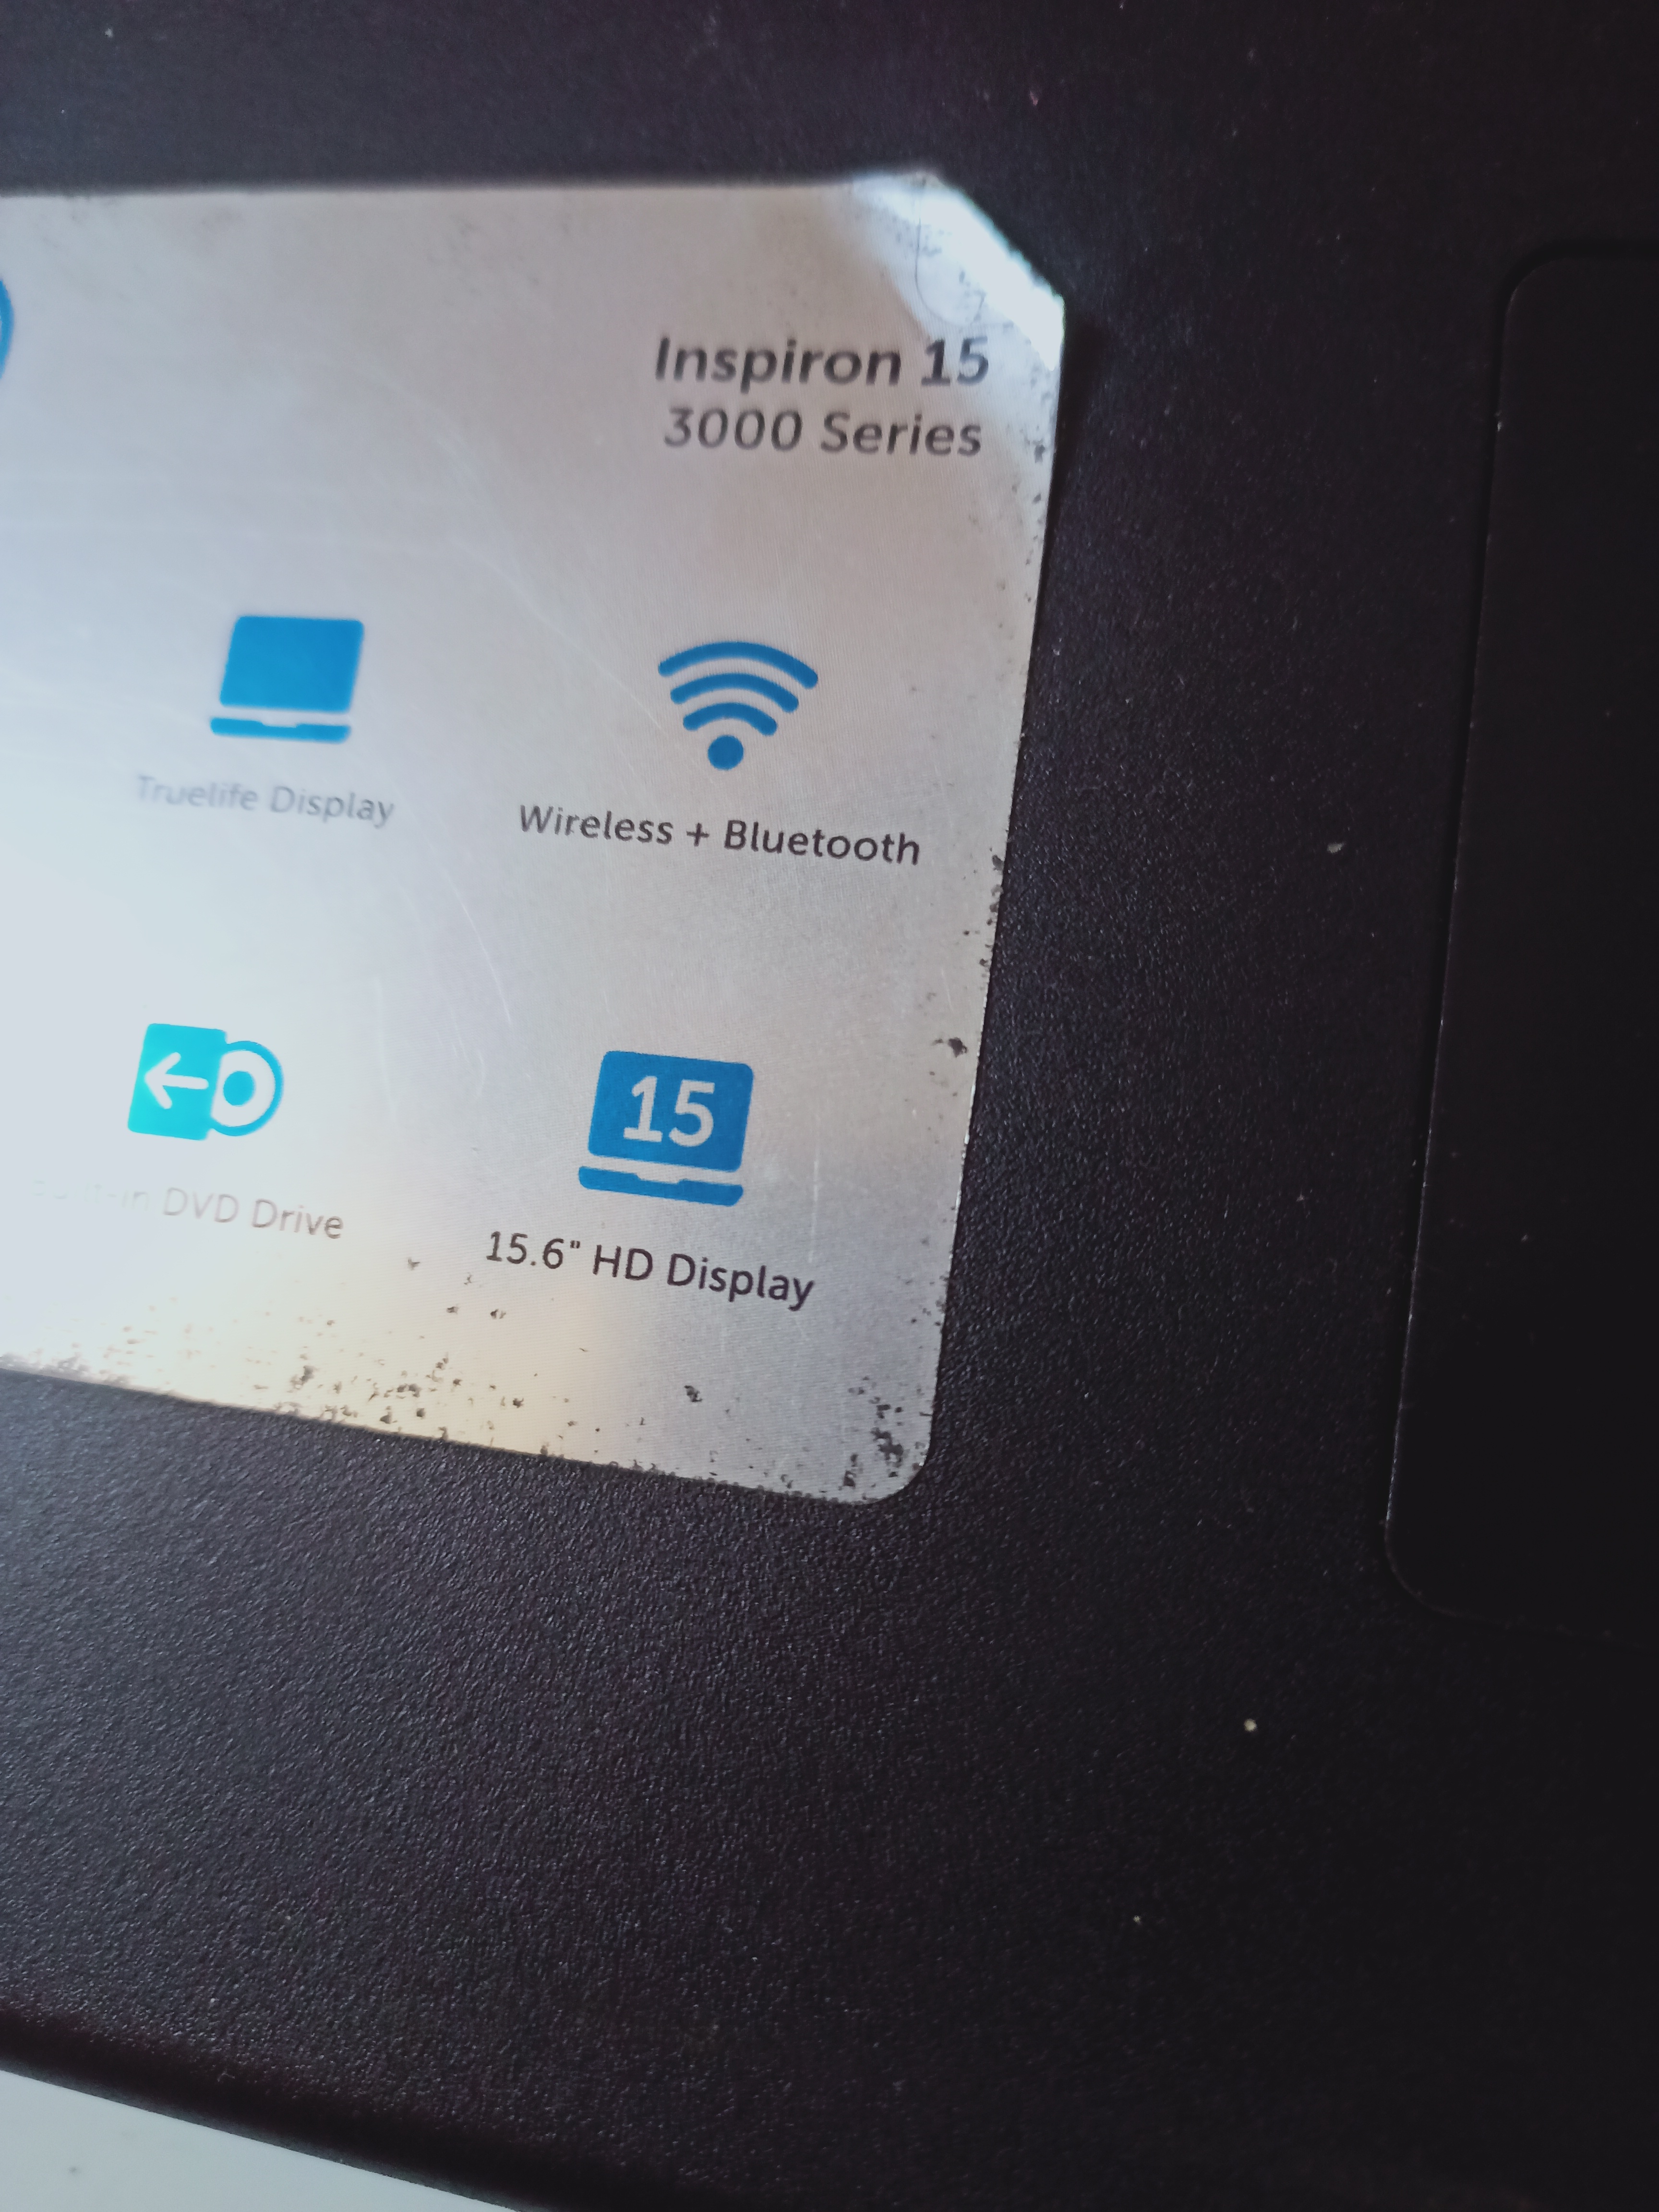 Inspiron 15
3000 Series
Truelife Display
Wireless + Bluetooth
DVD Drive
15
15.6" HD Display